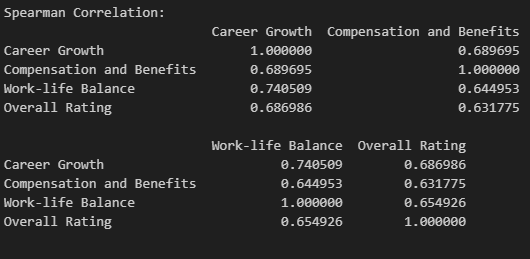 Spearman Correlation:
                           Career Growth  Compensation and Benefits
Career Growth                   1.000000                   0.689695
Compensation and Benefits       0.689695                   1.000000
Work-life Balance               0.740509                   0.644953
Overall Rating                  0.686986                   0.631775

                           Work-life Balance  Overall Rating
Career Growth                       0.740509        0.686986
Compensation and Benefits           0.644953        0.631775
Work-life Balance                   1.000000        0.654926
Overall Rating                      0.654926        1.000000